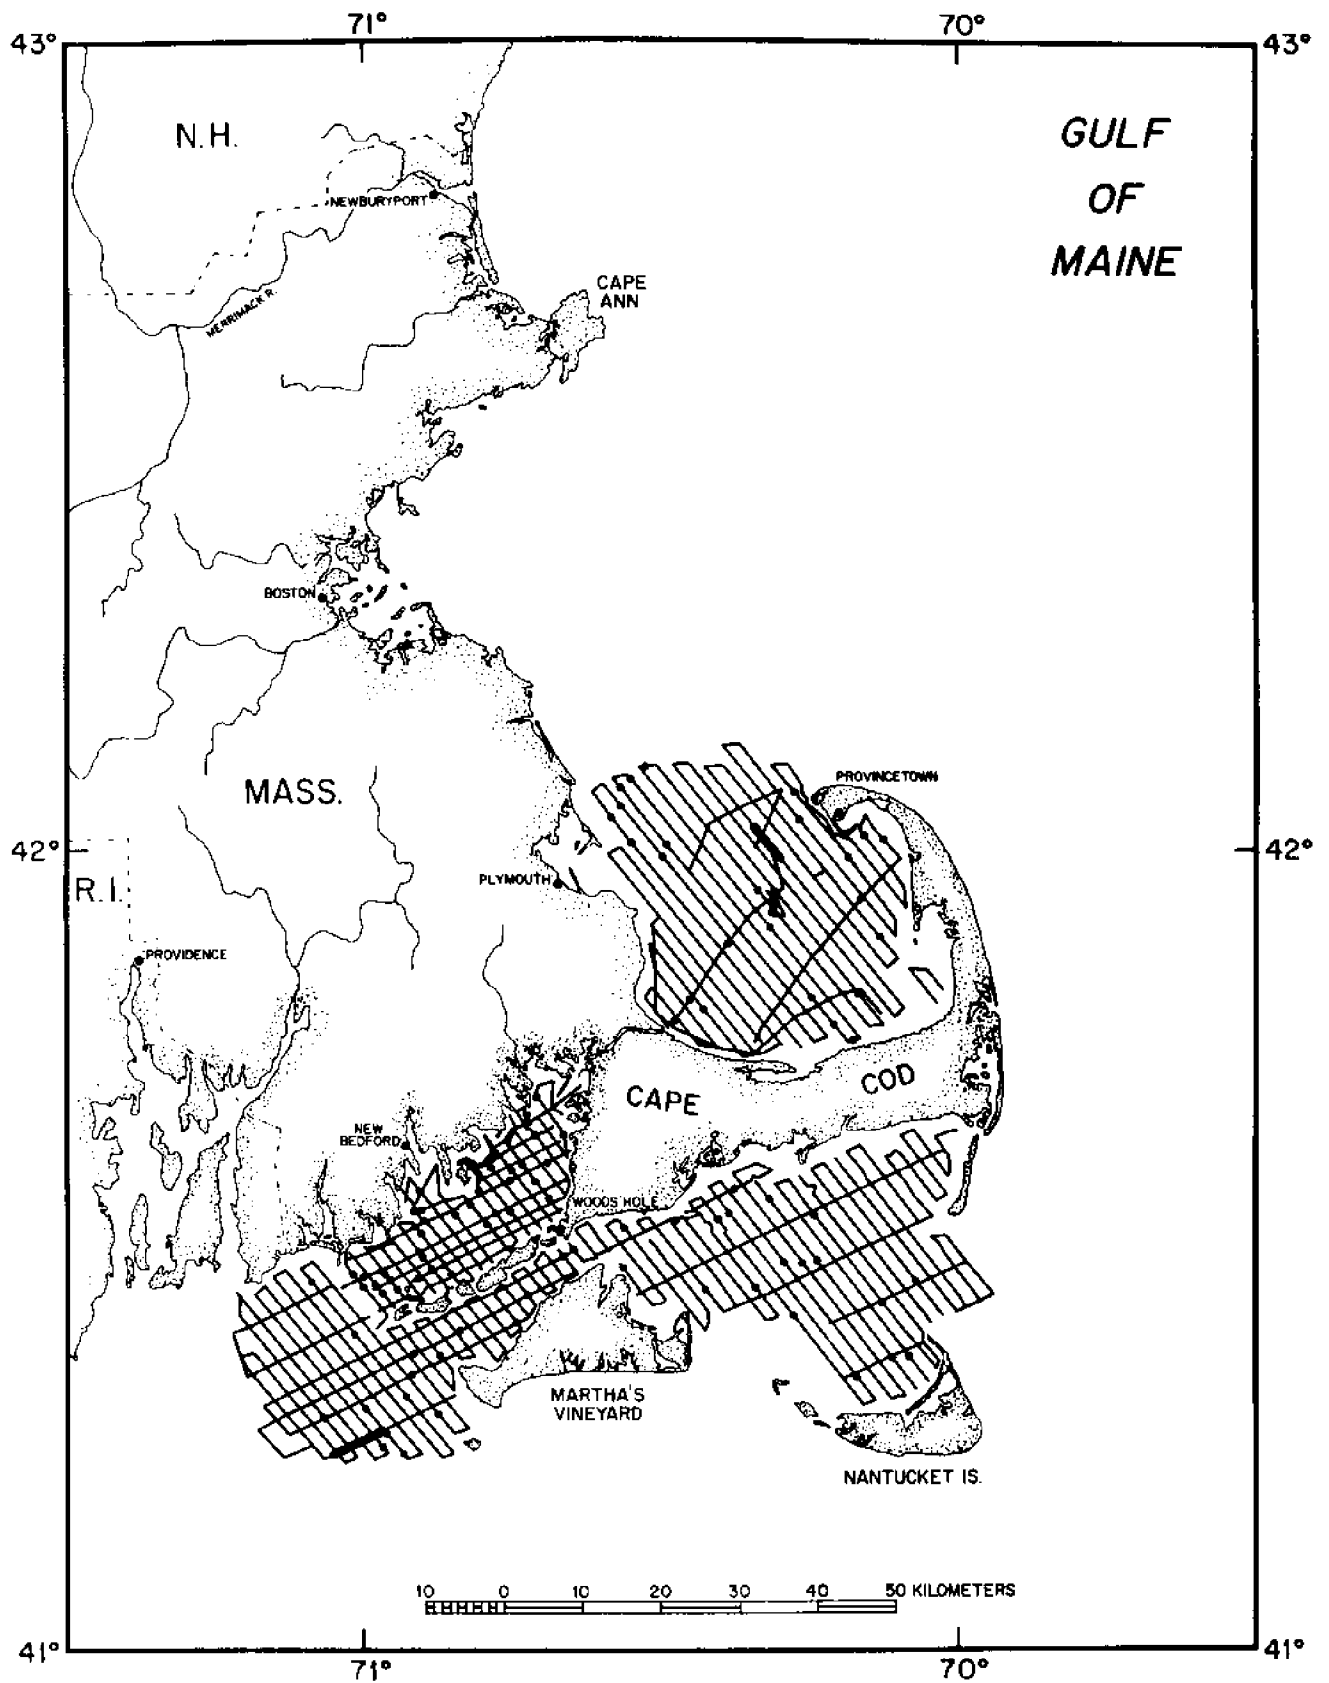 71° 70°
43° 43°
N.H.
GULF
OF
MAINE
NEWBURYPORT
CAPE
ANN
MERRIMACK R.
BOSTON
PROVINCETOWN
MASS.
42° 42°
R.I.
PLYMOUTH
PROVIDENCE
CAPE COD
NEW
BEDFORD
WOODS HOLE
MARTHA'S
VINEYARD
NANTUCKET IS.
10 0 10 20 30 40 50 KILOMETERS
41° 41°
71° 70°